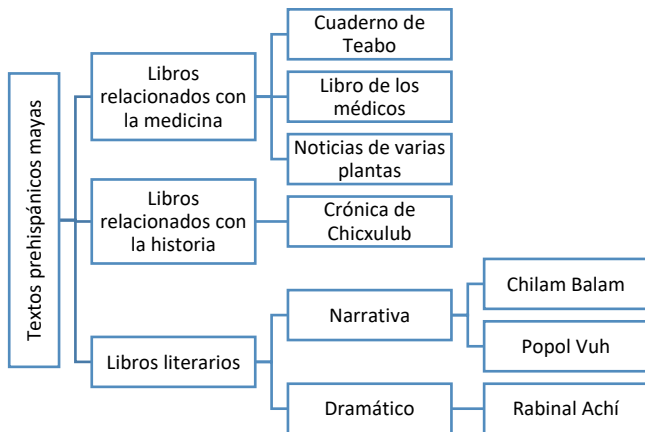 Textos prehispánicos mayas
Libros
relacionados con
la medicina
Cuaderno de
Teabo
Libro de los
médicos
Noticias de varias
plantas
Libros
relacionados con
la historia
Crónica de
Chicxulub
Libros literarios
Narrativa
Chilam Balam
Popol Vuh
Dramático
Rabinal Achí